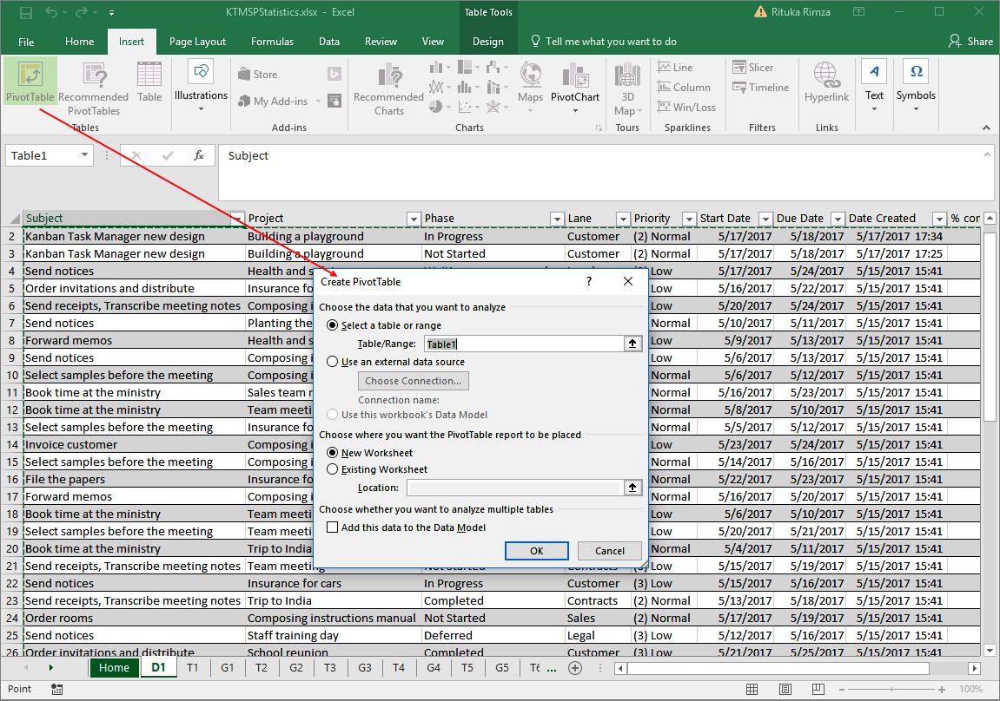 KTMSPStatistics.xlsx - Excel
Table Tools
Rituka Rimza
File Home Insert Page Layout Formulas Data Review View Design Tell me what you want to do Share
PivotTable Recommended PivotTables Table Illustrations Store My Add-ins Recommended Charts Maps PivotChart 3D Map Line Column Win/Loss Slicer Timeline Hyperlink Text Symbols
Tables Add-ins Charts Tours Sparklines Filters Links
Table1 fx Subject
Subject Project Phase Lane Priority Start Date Due Date Date Created % cor
2 Kanban Task Manager new design Building a playground In Progress Customer (2) Normal 5/17/2017 5/18/2017 5/17/2017 17:34
3 Kanban Task Manager new design Building a playground Not Started Customer (2) Normal 5/17/2017 5/18/2017 5/17/2017 17:25
4 Send notices Health and Low 5/17/2017 5/24/2017 5/15/2017 15:41
5 Order invitations and distribute Insurance fo Low 5/16/2017 5/22/2017 5/15/2017 15:41
6 Send receipts, Transcribe meeting notes Composing i Low 5/20/2017 5/24/2017 5/15/2017 15:41
7 Send notices Planting the Normal 5/10/2017 5/11/2017 5/15/2017 15:41
8 Forward memos Health and s Low 5/9/2017 5/13/2017 5/15/2017 15:41
9 Send notices Composing i Low 5/6/2017 5/13/2017 5/15/2017 15:41
10 Select samples before the meeting Composing i Normal 5/6/2017 5/12/2017 5/15/2017 15:41
11 Book time at the ministry Sales team r Normal 5/6/2017 5/23/2017 5/15/2017 15:41
12 Book time at the ministry Team meeti Normal 5/8/2017 5/10/2017 5/15/2017 15:41
13 Select samples before the meeting Insurance fo Normal 5/5/2017 5/12/2017 5/15/2017 15:41
14 Invoice customer Composing i Low 5/23/2017 5/24/2017 5/15/2017 15:41
15 Select samples before the meeting Composing i Normal 5/14/2017 5/16/2017 5/15/2017 15:41
16 File the papers Insurance fo Normal 5/22/2017 5/23/2017 5/15/2017 15:41
17 Forward memos Composing i Normal 5/16/2017 5/20/2017 5/15/2017 15:41
18 Book time at the ministry Team meeti Low 5/6/2017 5/10/2017 5/15/2017 15:41
19 Select samples before the meeting Team meeti Low 5/20/2017 5/21/2017 5/15/2017 15:41
20 Book time at the ministry Trip to India Normal 5/4/2017 5/11/2017 5/15/2017 15:41
21 Send receipts, Transcribe meeting notes Team meeting Not Started Contracts (3) Low 5/15/2017 5/19/2017 5/15/2017 15:41
22 Send notices Insurance for cars In Progress Customer (3) Low 5/15/2017 5/16/2017 5/15/2017 15:41
23 Send receipts, Transcribe meeting notes Trip to India Completed Contracts (2) Normal 5/13/2017 5/18/2017 5/15/2017 15:41
24 Order rooms Composing instructions manual Not Started Sales (2) Normal 5/17/2017 5/19/2017 5/15/2017 15:41
25 Send notices Staff training day Deferred Legal (3) Low 5/12/2017 5/16/2017 5/15/2017 15:41
26 Order invitations and distribute School reunion Completed Customer (3) Low 5/21/2017 5/25/2017 5/15/2017 15:41
Create PivotTable ?
Choose the data that you want to analyze
Select a table or range
Table/Range: Table1
Use an external data source
Choose Connection...
Connection name:
Use this workbook's Data Model
Choose where you want the PivotTable report to be placed
New Worksheet
Existing Worksheet
Location:
Choose whether you want to analyze multiple tables
Add this data to the Data Model
OK Cancel
Home D1 T1 G1 T2 G2 T3 G3 T4 G4 T5 G5 T6 ...
Point 100%